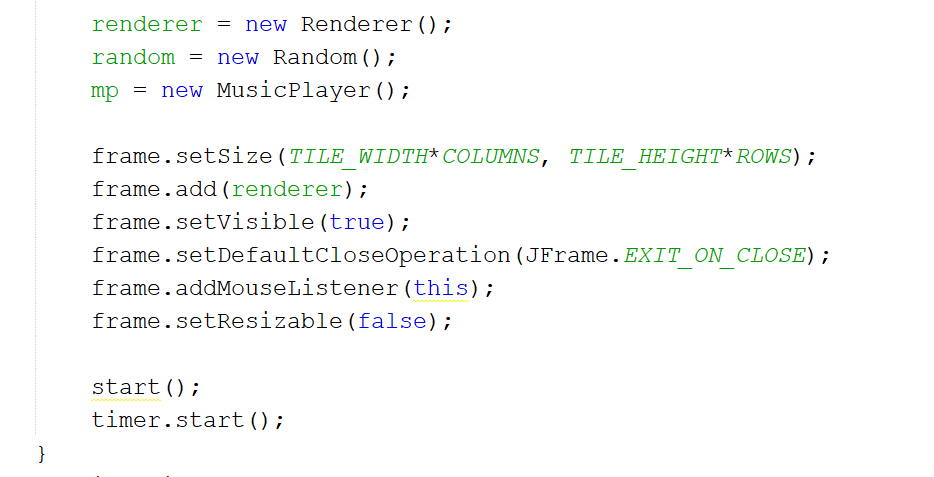 renderer = new Renderer();
random = new Random();
mp = new MusicPlayer();
frame.setSize(TILE_WIDTH*COLUMNS, TILE_HEIGHT*ROWS);
frame.add(renderer);
frame.setVisible(true);
frame.setDefaultCloseOperation(JFrame.EXIT_ON_CLOSE);
frame.addMouseListener(this);
frame.setResizable(false);
start();
timer.start();
}